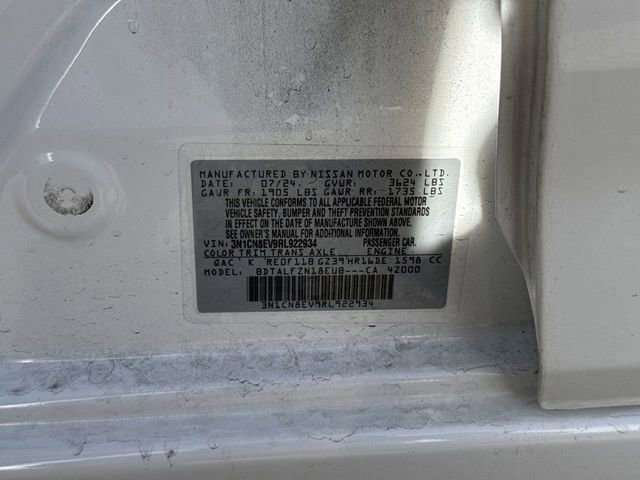 MANUFACTURED BY NISSAN MOTOR CO.,LTD.
DATE: 07/24. GVWR: 3624 LBS
GAWR FR: 1905 LBS GAWR RR: 1735 LBS
THIS VEHICLE CONFORMS TO ALL
APPLICABLE FEDERAL MOTOR
VEHICLE SAFETY, BUMPER AND THEFT PREVENTION STANDARDS
IN EFFECT ON THE DATE OF MANUFACTURE SHOWN ABOVE.
SEE OWNER'S MANUAL FOR ADDITIONAL INFORMATION.
VIN: 3N1CN8EV9RL922934 PASSENGER CAR.
COLOR TRIM TRANS AXLE ENGINE
QAC K RE0F11B GZ39 HR16DE 1598 CC
MODEL: BDTALFZN18EU8---CA 4Z000
3N1CN8EV9RL922934